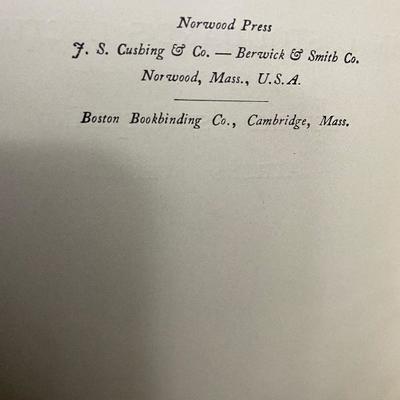 Norwood Press
J. S. Cushing & Co. — Berwick & Smith Co.
Norwood, Mass., U.S.A.
Boston Bookbinding Co., Cambridge, Mass.